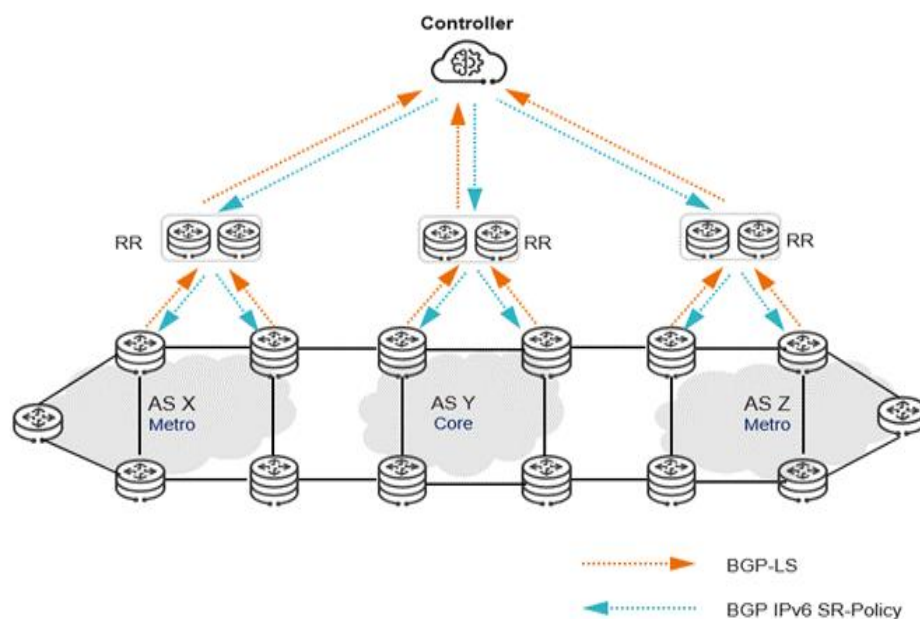 Controller
RR
RR
RR
AS X
Metro
AS Y
Core
AS Z
Metro
BGP-LS
BGP IPv6 SR-Policy